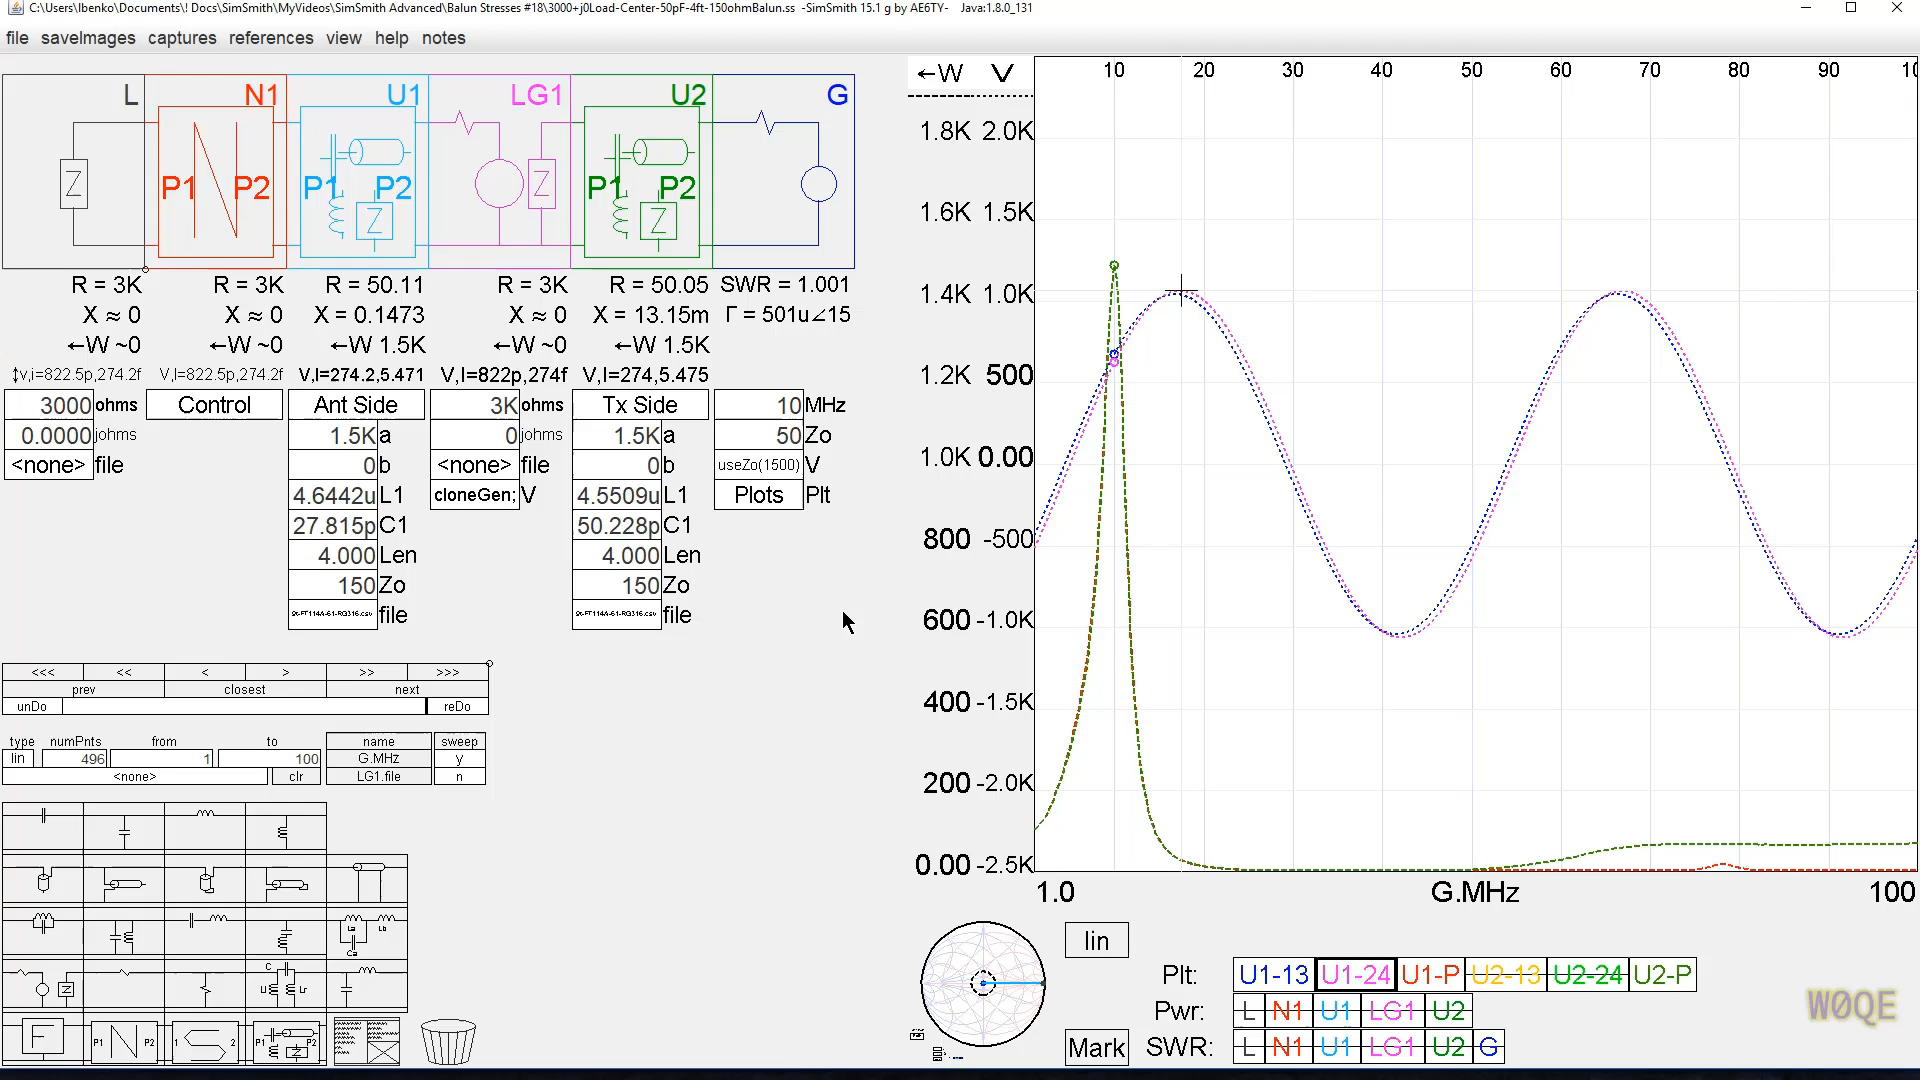 C:\Users\lbenko\Documents\! Docs\SimSmith\MyVideos\SimSmith Advanced\Balun Stresses #18\3000+j0Load-Center-50pF-4ft-150ohmBalun.ss -SimSmith 15.1 g by AE6TY- Java:1.8.0_131
file saveImages captures references view help notes
L N1 U1 LG1 U2 G
Z P1 P2 P1 P2 Z Z P1 P2 Z
R = 3K R = 3K R = 50.11 R = 3K R = 50.05 SWR = 1.001
X ≈ 0 X ≈ 0 X = 0.1473 X ≈ 0 X = 13.15m Γ = 501u∠15
←W ~0 ←W ~0 ←W 1.5K ←W ~0 ←W 1.5K
↕v,i=822.5p,274.2f V,I=822.5p,274.2f V,I=274.2,5.471 V,I=822p,274f V,I=274,5.475
3000 ohms Control Ant Side 3K ohms Tx Side 10 MHz
0.0000 johms 1.5K a 0 johms 1.5K a 50 Zo
<none> file 0 b <none> file 0 b useZo(1500) V
4.6442u L1 cloneGen; V 4.5509u L1 Plots Plt
27.815p C1 50.228p C1
4.000 Len 4.000 Len
150 Zo 150 Zo
file file
<<< << < > >> >>>
prev closest next
unDo reDo
type numPnts from to name sweep
lin 496 1 100 G.MHz y
<none> clr LG1.file n
C
F P1 N P2 1 S 2 P1 P2 Z
←W V 10 20 30 40 50 60 70 80 90 10
1.8K 2.0K
1.6K 1.5K
1.4K 1.0K
1.2K 500
1.0K 0.00
800 -500
600 -1.0K
400 -1.5K
200 -2.0K
0.00 -2.5K
1.0 G.MHz 100
lin
Plt: U1-13 U1-24 U1-P U2-13 U2-24 U2-P
Pwr: L N1 U1 LG1 U2
Mark SWR: L N1 U1 LG1 U2 G
W0QE